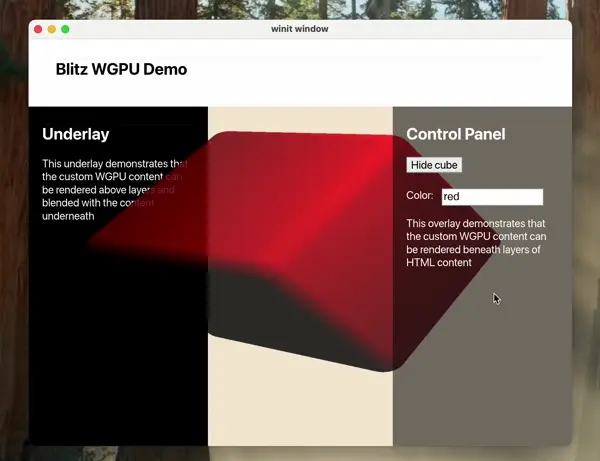 winit window
Blitz WGPU Demo
Underlay
This underlay demonstrates that
the custom WGPU content can
be rendered above layers and
blended with the content
underneath
Control Panel
Hide cube
Color: red
This overlay demonstrates that
the custom WGPU content can
be rendered beneath layers of
HTML content